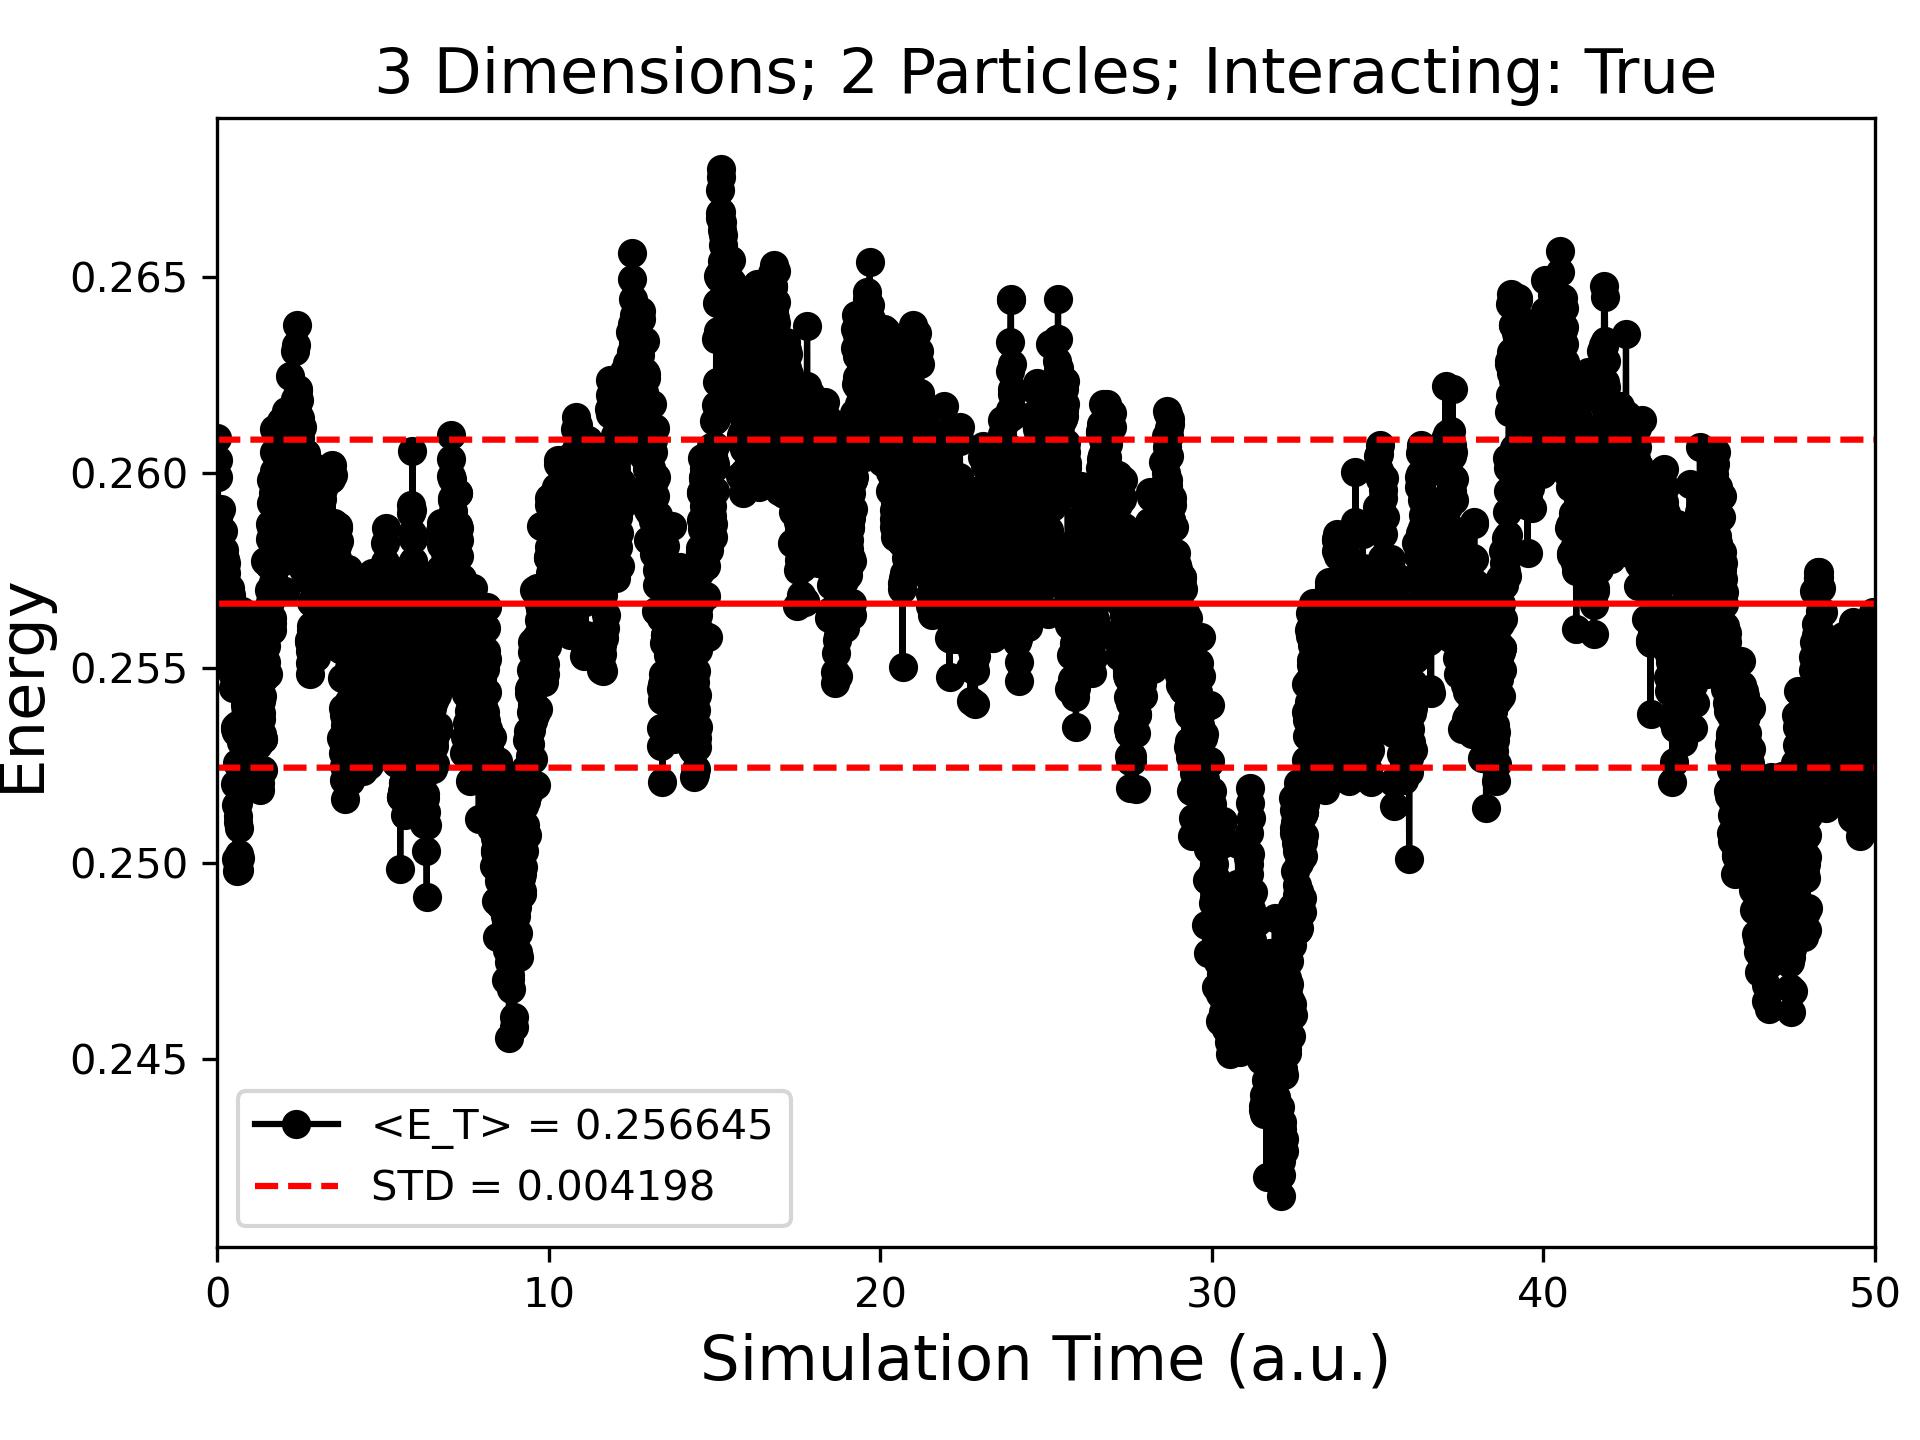 3 Dimensions; 2 Particles; Interacting: True
Energy
0.265
0.260
0.255
0.250
0.245
<E_T> = 0.256645
STD = 0.004198
0 10 20 30 40 50
Simulation Time (a.u.)